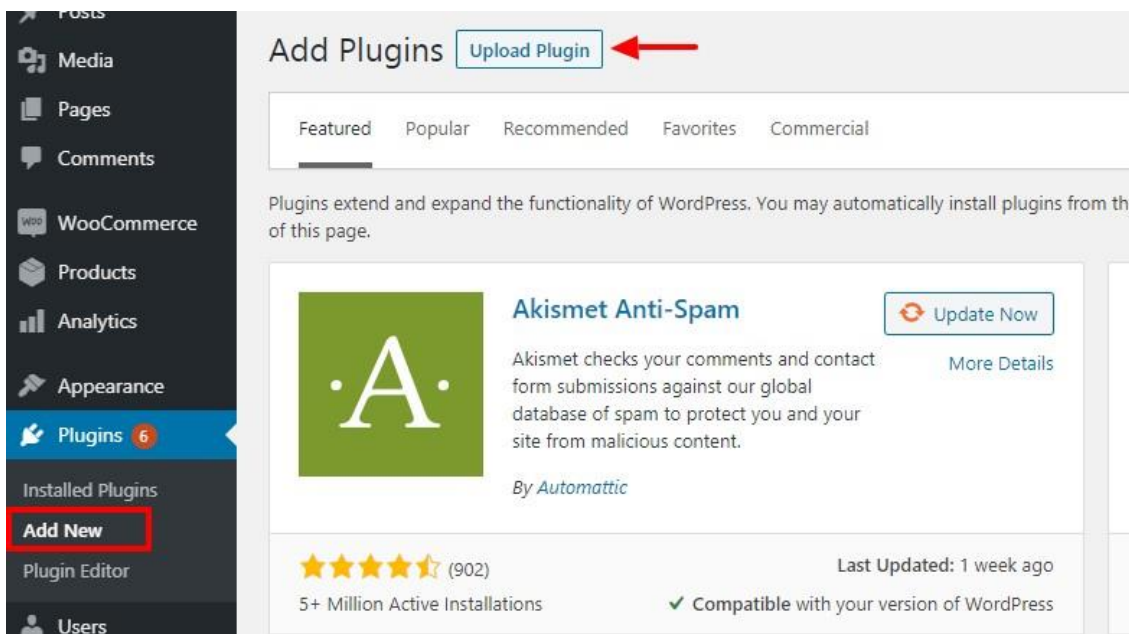 Posts
Media
Pages
Comments
WOO
WooCommerce
Products
Analytics
Appearance
Plugins 6
Installed Plugins
Add New
Plugin Editor
Users
Add Plugins Upload Plugin
Featured Popular Recommended Favorites Commercial
Plugins extend and expand the functionality of WordPress. You may automatically install plugins from th
of this page.
·A·
Akismet Anti-Spam
Update Now
More Details
Akismet checks your comments and contact
form submissions against our global
database of spam to protect you and your
site from malicious content.
By Automattic
(902)
5+ Million Active Installations
Last Updated: 1 week ago
✔ Compatible with your version of WordPress